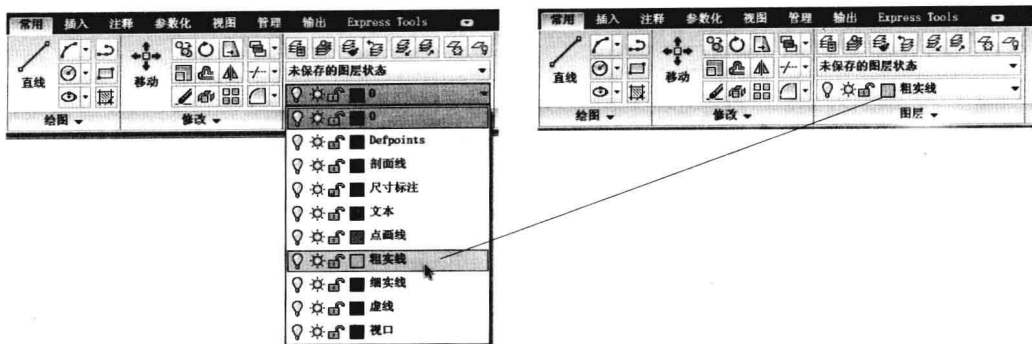 常用 插入 注释 参数化 视图 管理 输出 Express Tools
直线
移动
未保存的图层状态
0
绘图 修改
0
Defpoints
剖面线
尺寸标注
文本
点画线
粗实线
细实线
虚线
视口
常用 插入 注释 参数化 视图 管理 输出 Express Tools
直线
移动
未保存的图层状态
粗实线
绘图 修改 图层